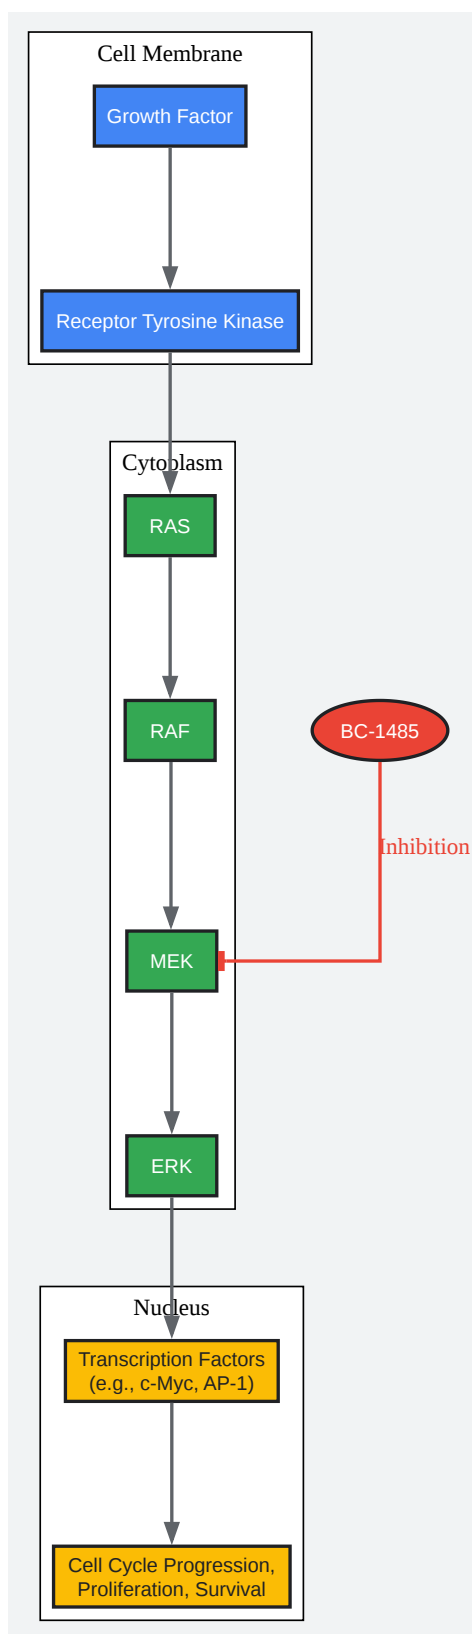 Cell Membrane
Growth Factor
Receptor Tyrosine Kinase
Cytoplasm
RAS
RAF
BC-1485
Inhibition
MEK
ERK
Nucleus
Transcription Factors
(e.g., c-Myc, AP-1)
Cell Cycle Progression,
Proliferation, Survival